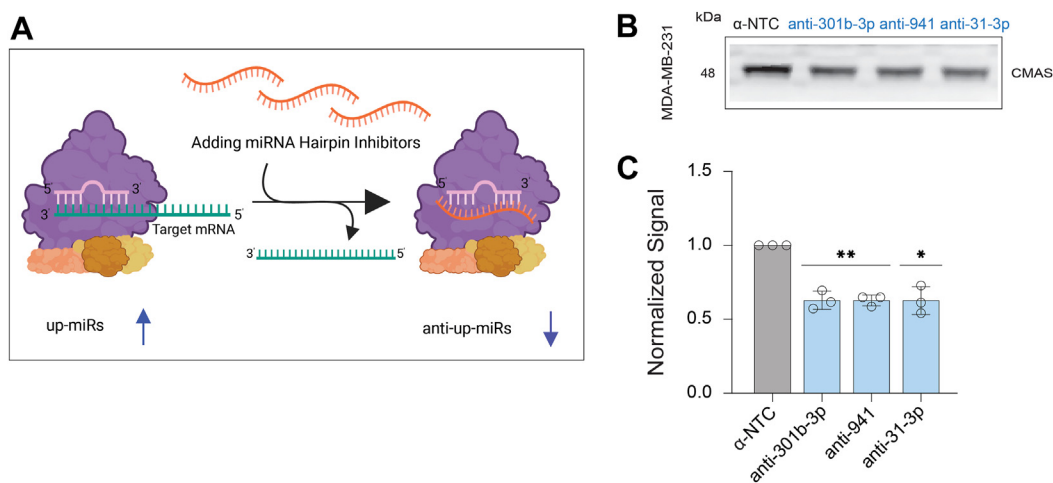 A
Adding miRNA Hairpin Inhibitors
5' 3'
3' 5'
Target mRNA
3' 5'
5' 3'
up-miRs
anti-up-miRs
B
MDA-MB-231
kDa
α-NTC anti-301b-3p anti-941 anti-31-3p
48
CMAS
C
Normalized Signal
1.5
1.0
0.5
0.0
** *
α-NTC
anti-301b-3p
anti-941
anti-31-3p